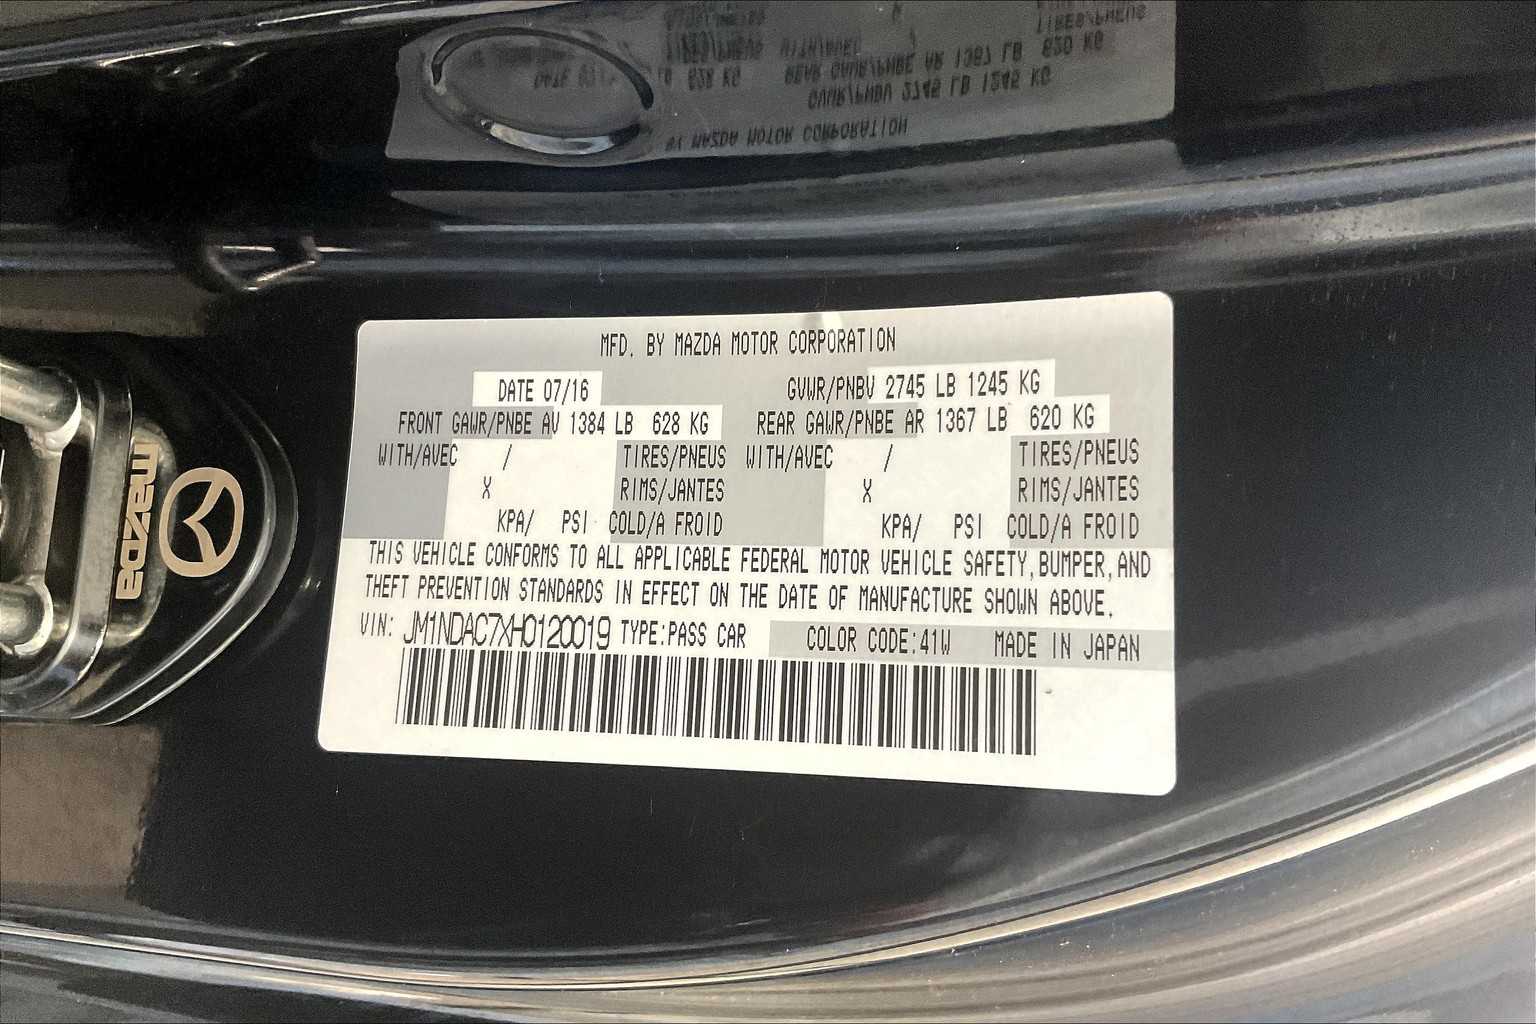 MFD. BY MAZDA MOTOR CORPORATION
DATE 07/16 GVWR/PNBV 2745 LB 1245 KG
FRONT GAWR/PNBE AV 1384 LB 628 KG REAR GAWR/PNBE AR 1367 LB 620 KG
WITH/AVEC / TIRES/PNEUS WITH/AVEC / TIRES/PNEUS
X RIMS/JANTES X RIMS/JANTES
KPA/ PSI COLD/A FROID KPA/ PSI COLD/A FROID
THIS VEHICLE CONFORMS TO ALL APPLICABLE FEDERAL MOTOR VEHICLE SAFETY, BUMPER, AND
THEFT PREVENTION STANDARDS IN EFFECT ON THE DATE OF MANUFACTURE SHOWN ABOVE.
VIN: JM1NDAC7XH0120019 TYPE:PASS CAR COLOR CODE:41W MADE IN JAPAN
mazda